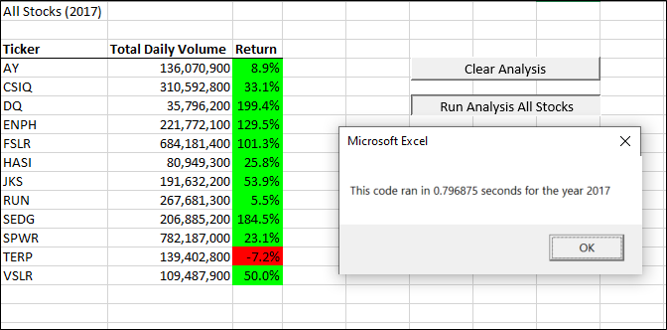 All Stocks (2017)
Ticker Total Daily Volume Return
AY 136,070,900 8.9%
CSIQ 310,592,800 33.1%
DQ 35,796,200 199.4%
ENPH 221,772,100 129.5%
FSLR 684,181,400 101.3%
HASI 80,949,300 25.8%
JKS 191,632,200 53.9%
RUN 267,681,300 5.5%
SEDG 206,885,200 184.5%
SPWR 782,187,000 23.1%
TERP 139,402,800 -7.2%
VSLR 109,487,900 50.0%
Clear Analysis
Run Analysis All Stocks
Microsoft Excel
This code ran in 0.796875 seconds for the year 2017
OK